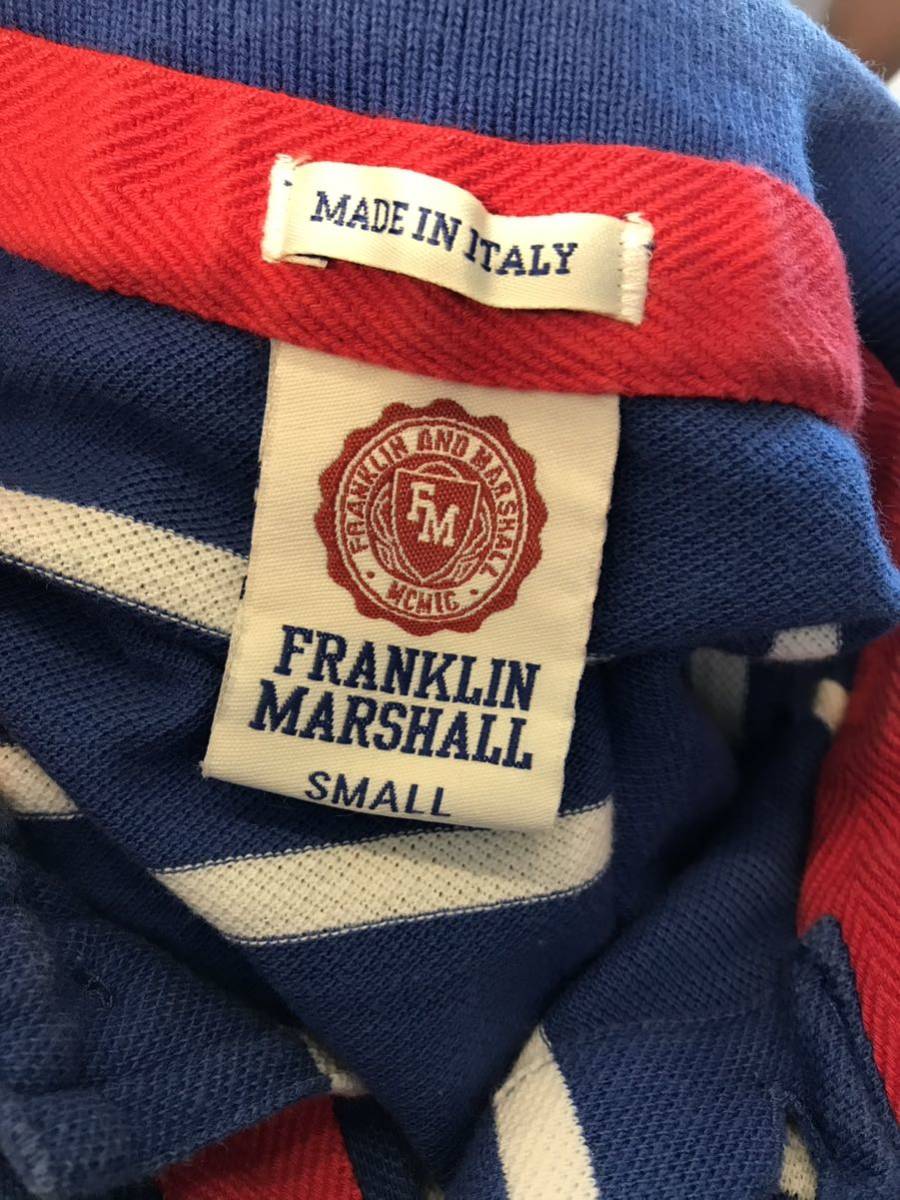 MADE IN ITALY
FRANKLIN AND MARSHALL
FM
MCMIC
FRANKLIN
MARSHALL
SMALL